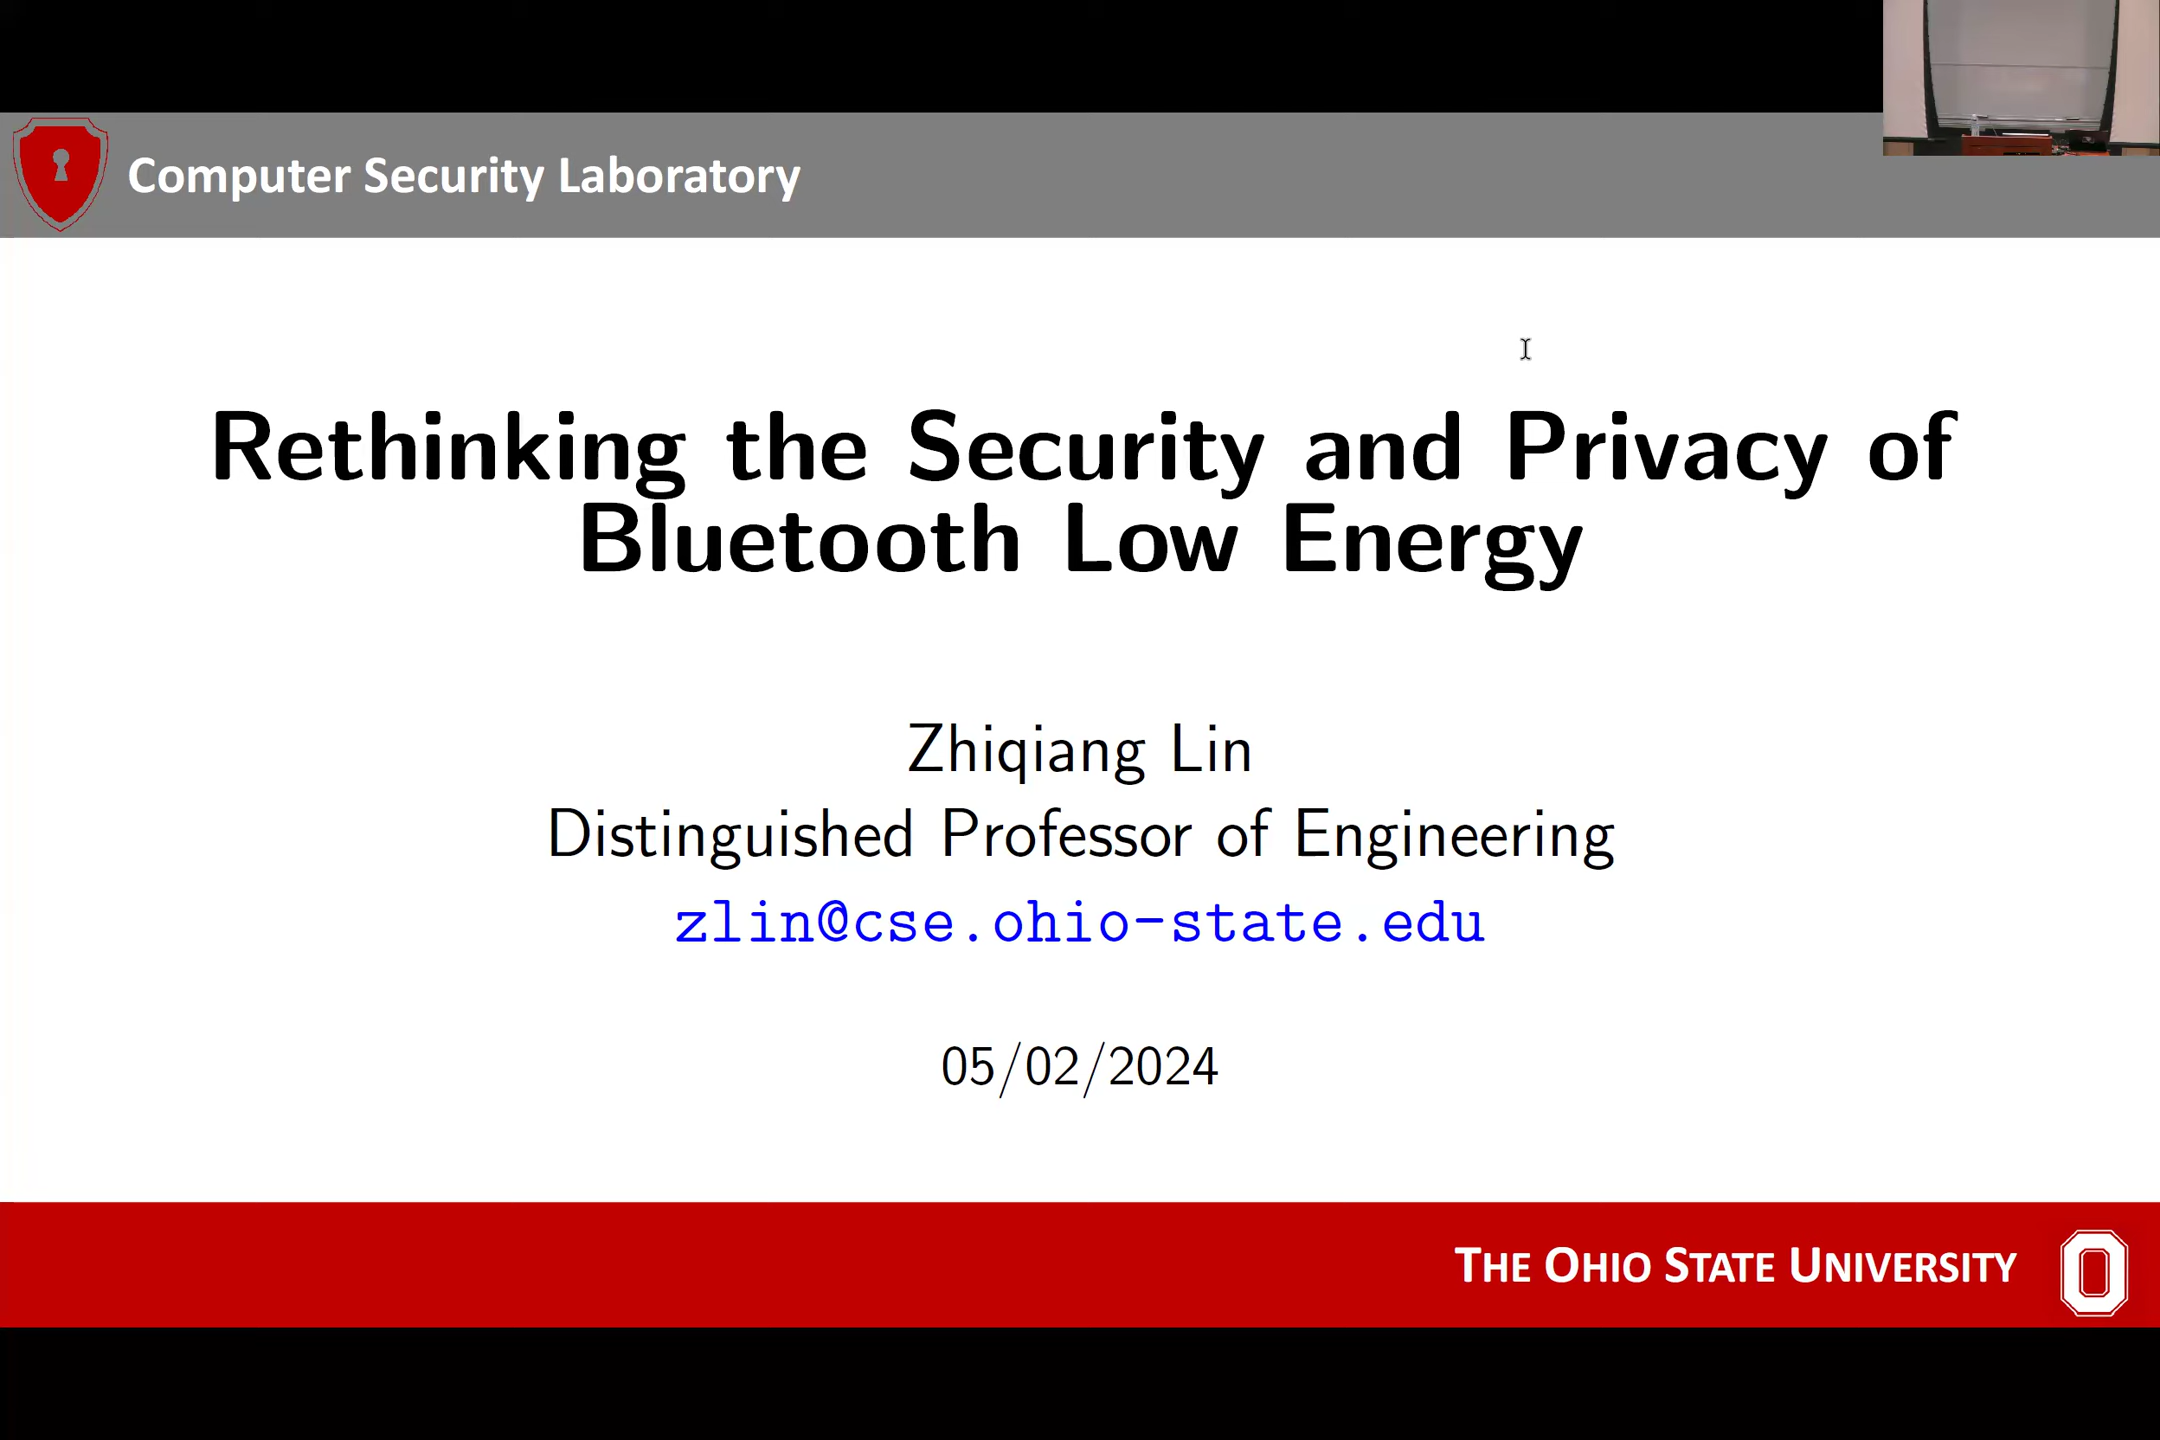 Computer Security Laboratory
Rethinking the Security and Privacy of
Bluetooth Low Energy
Zhiqiang Lin
Distinguished Professor of Engineering
zlin@cse.ohio-state.edu
05/02/2024
THE OHIO STATE UNIVERSITY